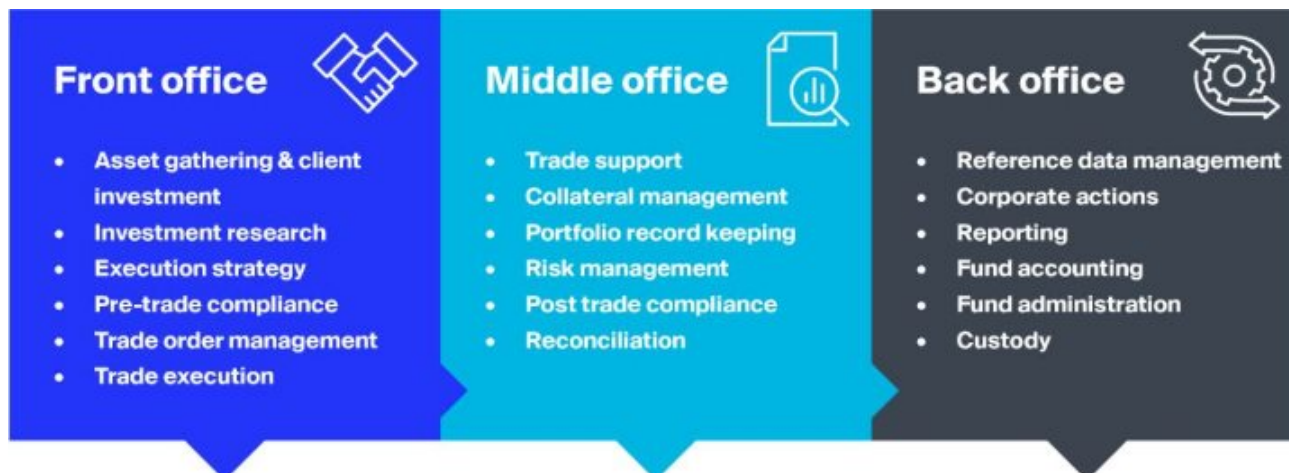 Front office
• Asset gathering & client
investment
• Investment research
• Execution strategy
• Pre-trade compliance
• Trade order management
• Trade execution
Middle office
• Trade support
• Collateral management
• Portfolio record keeping
• Risk management
• Post trade compliance
• Reconciliation
Back office
• Reference data management
• Corporate actions
• Reporting
• Fund accounting
• Fund administration
• Custody